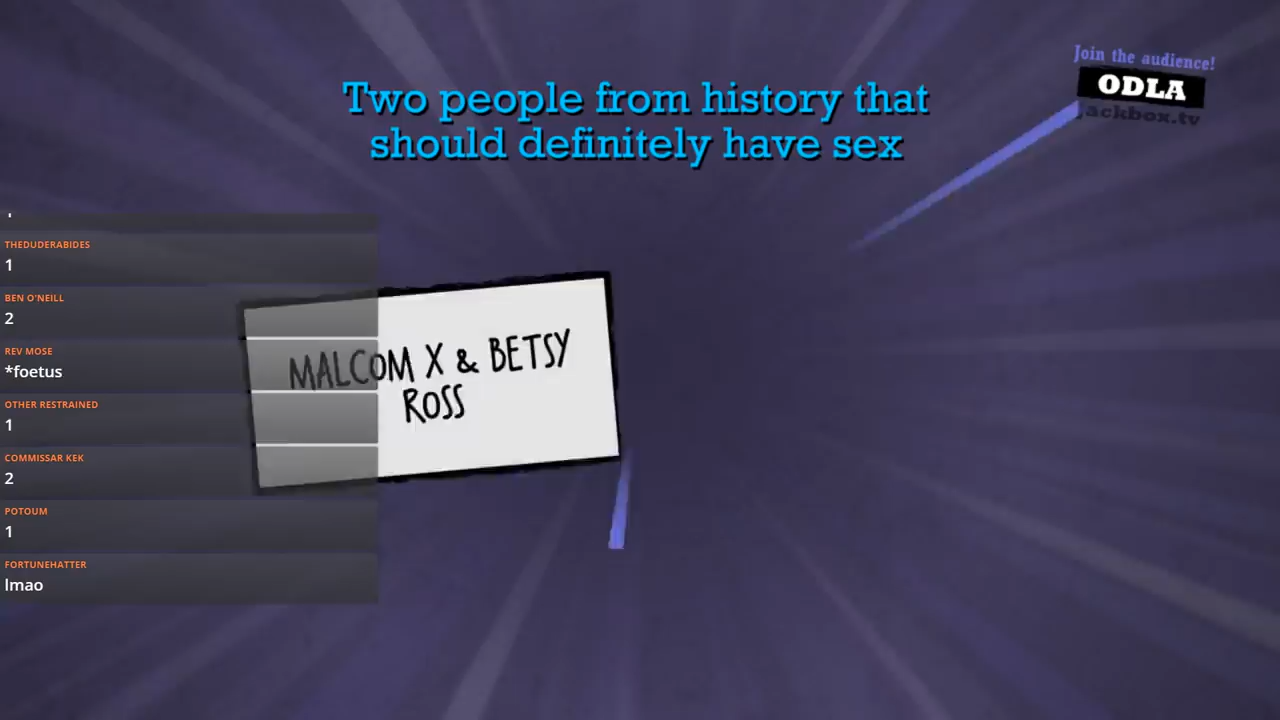 Two people from history that
should definitely have sex
Join the audience!
ODLA
jackbox.tv
THEDUDERABIDES
1
BEN O'NEILL
2
REV MOSE
*foetus
OTHER RESTRAINED
1
COMMISSAR KEK
2
POTOUM
1
FORTUNEHATTER
lmao
MALCOM X & BETSY
ROSS